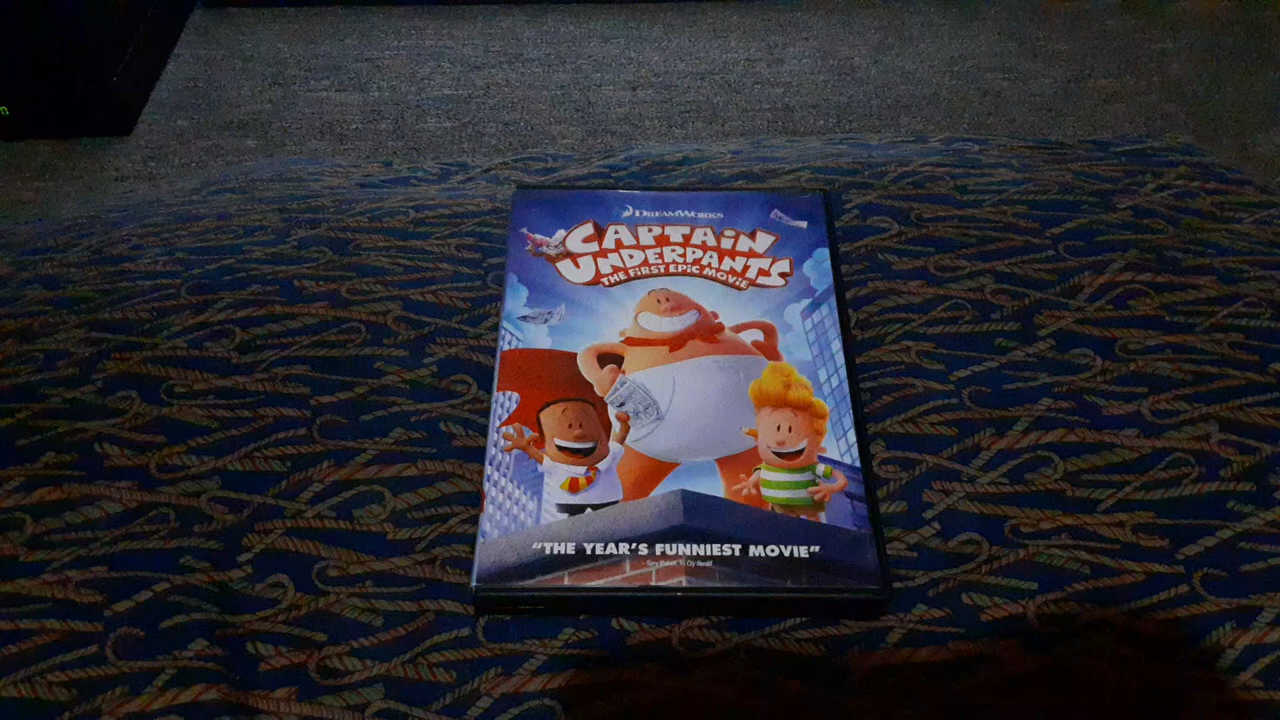 DREAMWORKS
CAPTAIN
UNDERPANTS
THE FIRST EPIC MOVIE
"THE YEAR'S FUNNIEST MOVIE"